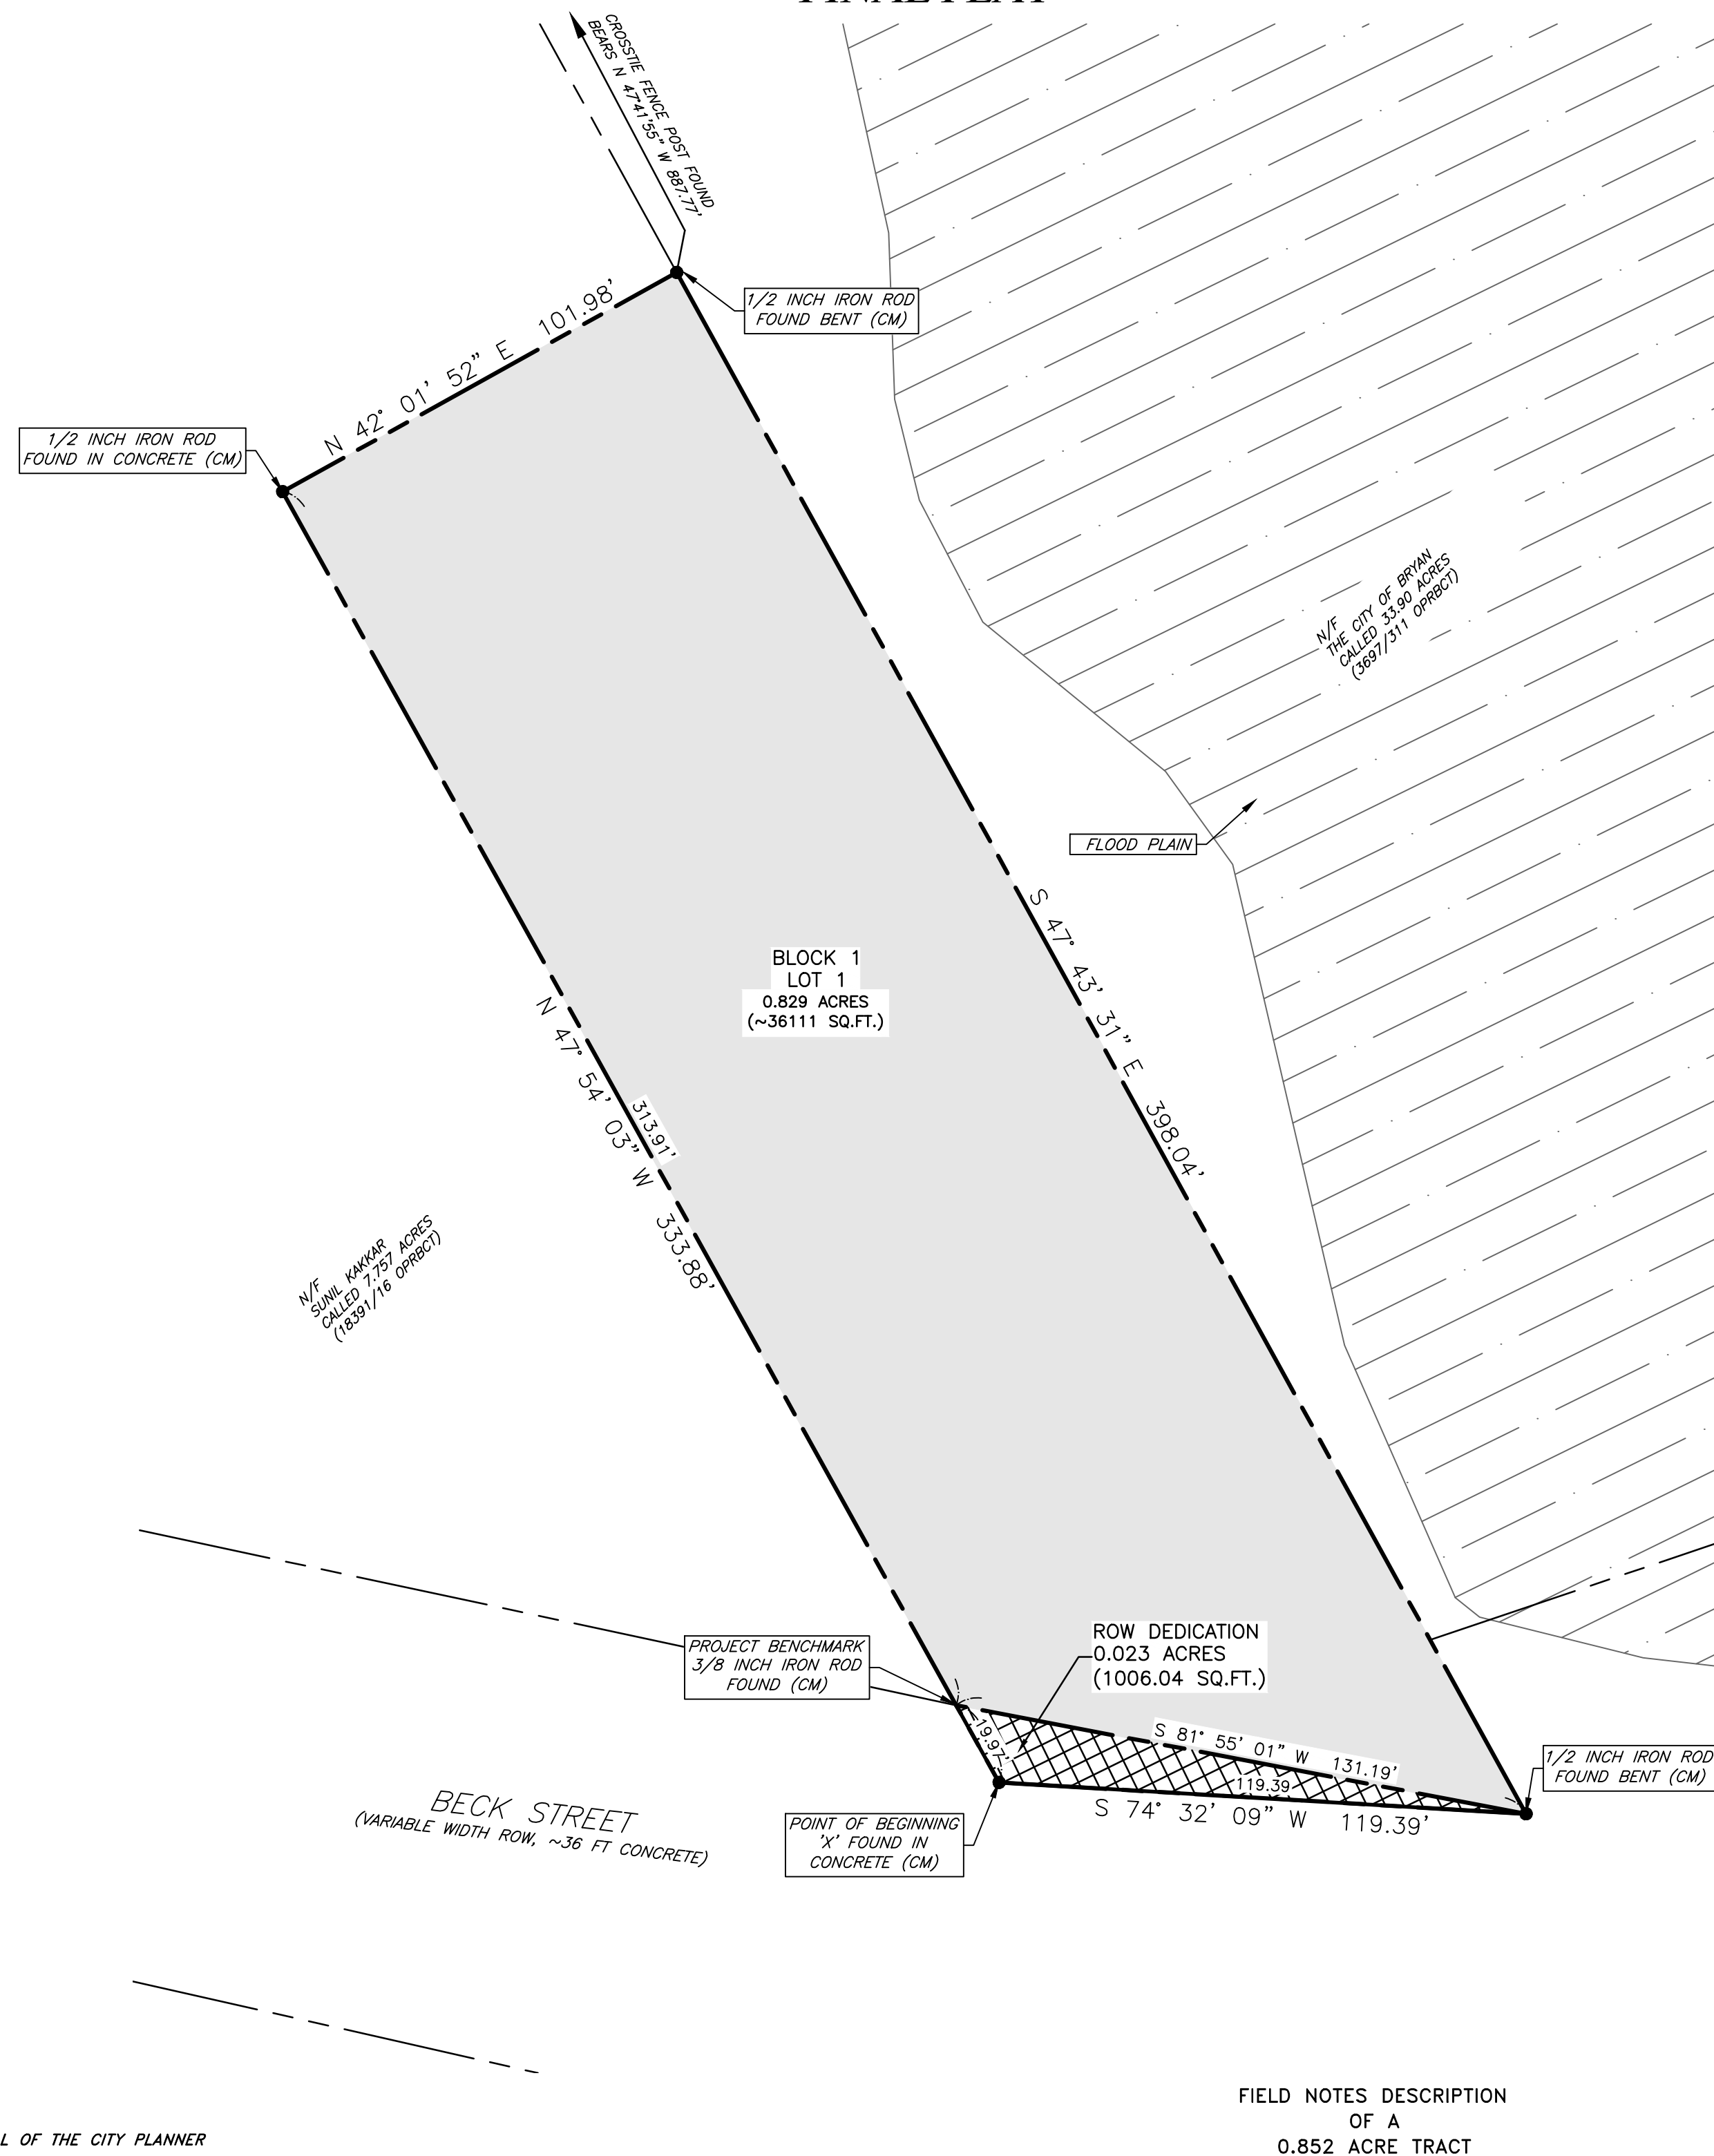 FINAL PLAT
CROSSTIE FENCE POST FOUND
BEARS N 47°41'55" W 887.77'
1/2 INCH IRON ROD
FOUND BENT (CM)
N 42° 01' 52" E 101.98'
1/2 INCH IRON ROD
FOUND IN CONCRETE (CM)
N/F
THE CITY OF BRYAN
CALLED 33.90 ACRES
(3697/311 OPRBCT)
FLOOD PLAIN
S 47° 43' 31" E 398.04'
BLOCK 1
LOT 1
0.829 ACRES
(~36111 SQ.FT.)
N 47° 54' 03" W 333.88'
313.91'
N/F
SUNIL KAKKAR
CALLED 7.757 ACRES
(18391/16 OPRBCT)
PROJECT BENCHMARK
3/8 INCH IRON ROD
FOUND (CM)
ROW DEDICATION
0.023 ACRES
(1006.04 SQ.FT.)
19.97'
S 81° 55' 01" W 131.19'
119.39
S 74° 32' 09" W 119.39'
1/2 INCH IRON ROD
FOUND BENT (CM)
BECK STREET
(VARIABLE WIDTH ROW, ~36 FT CONCRETE)
POINT OF BEGINNING
'X' FOUND IN
CONCRETE (CM)
FIELD NOTES DESCRIPTION
OF A
0.852 ACRE TRACT
L OF THE CITY PLANNER